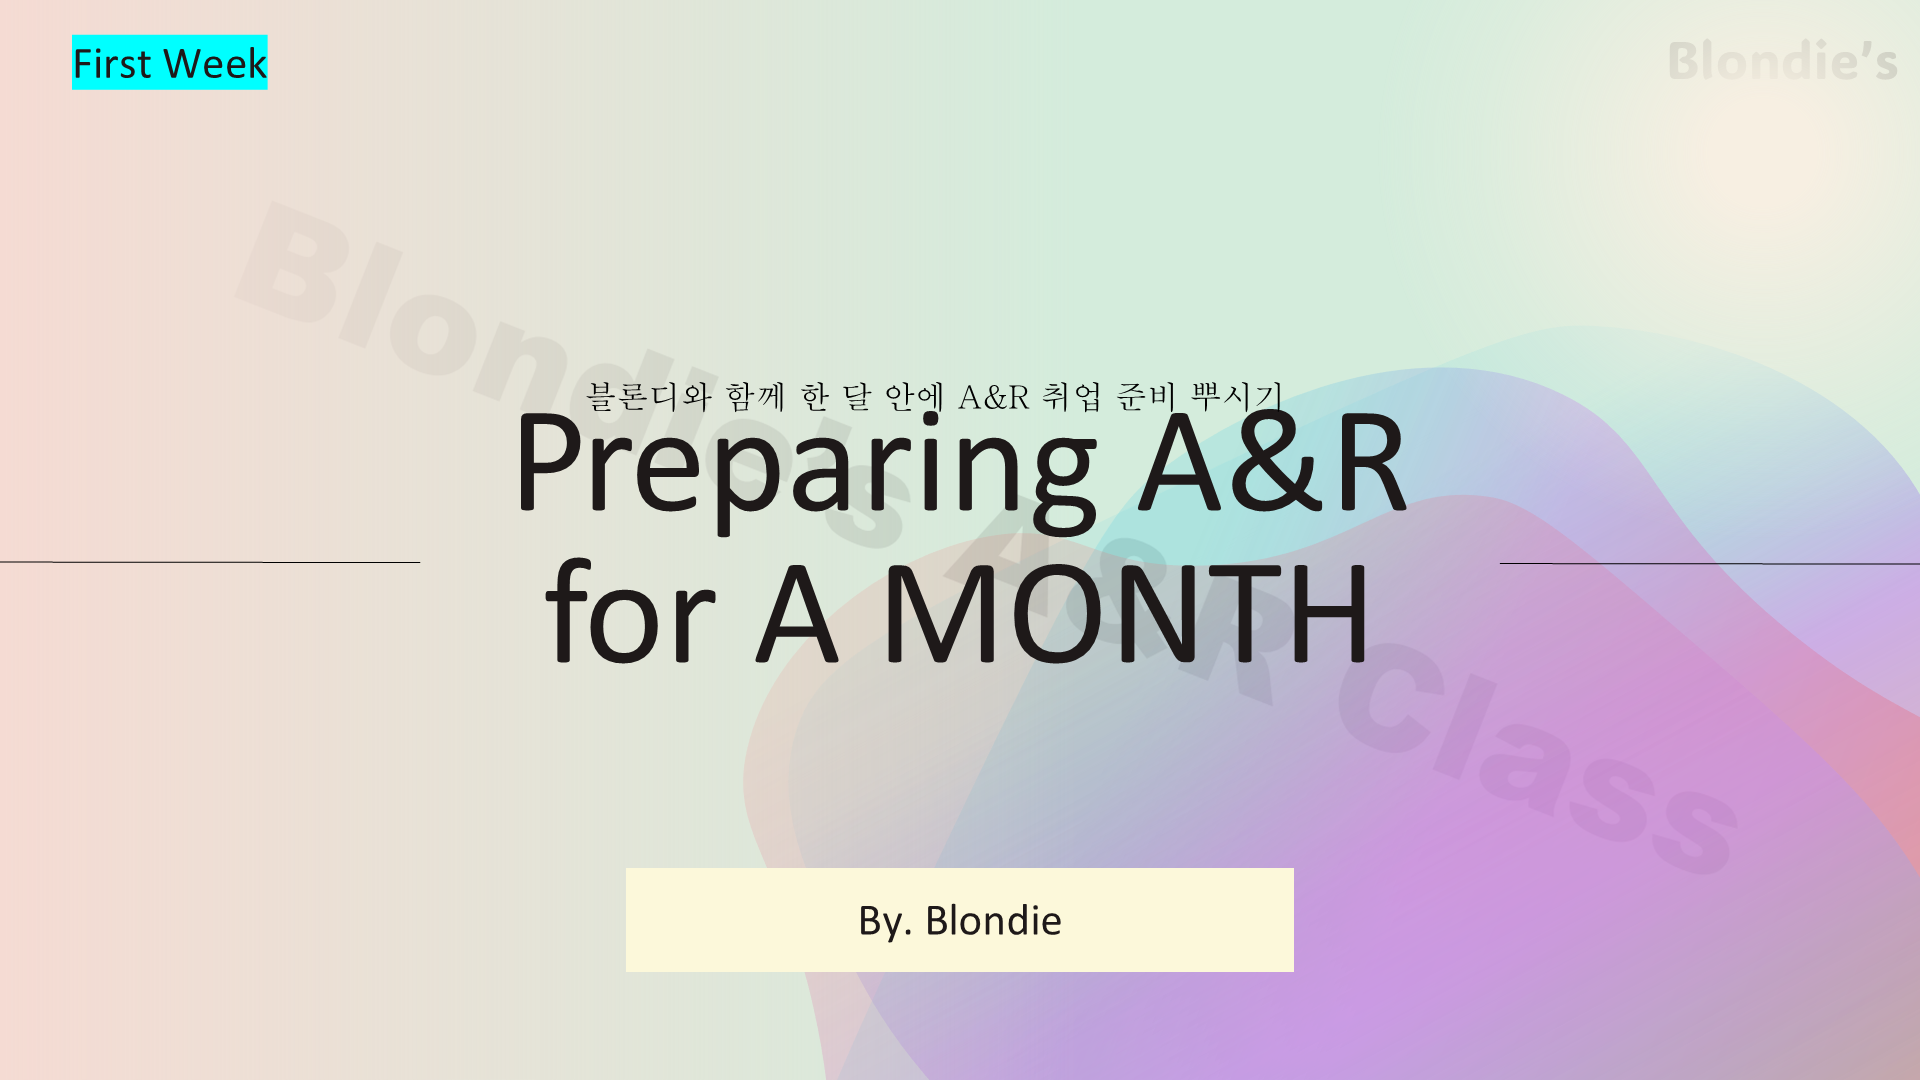 First Week
Blondie's
블론디와 함께 한 달 안에 A&R 취업 준비 뿌시기
Preparing A&R
for A MONTH
Blondie's A&R Class
By. Blondie